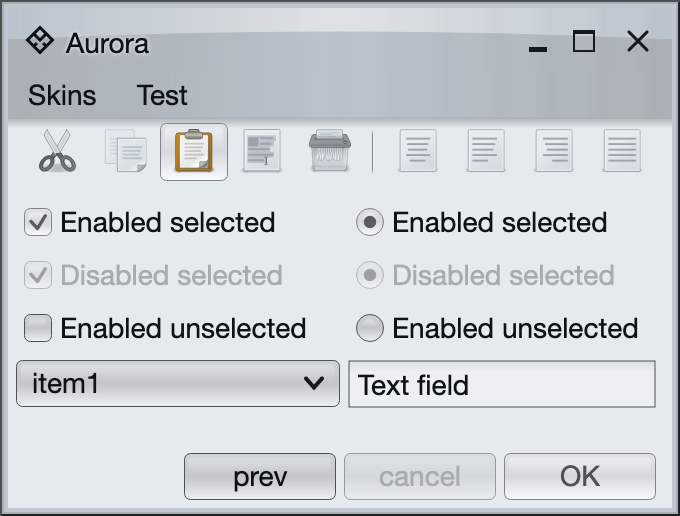 Aurora
Skins Test
Enabled selected Enabled selected
Disabled selected Disabled selected
Enabled unselected Enabled unselected
item1 Text field
prev cancel OK